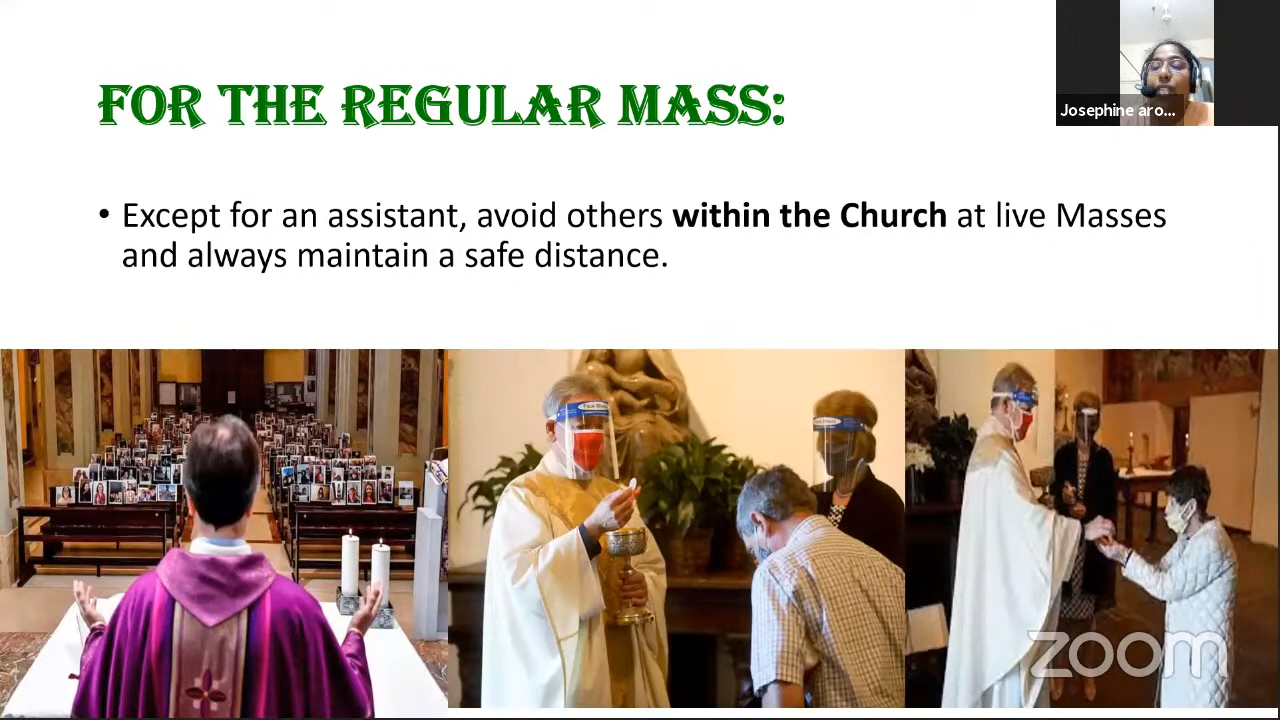 FOR THE REGULAR MASS:
Josephine aro...
• Except for an assistant, avoid others within the Church at live Masses
and always maintain a safe distance.
zoom